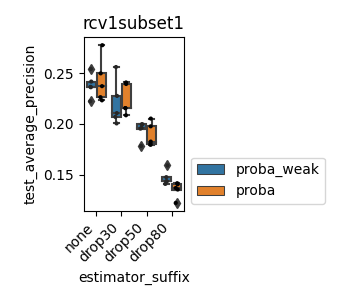 rcv1subset1
test_average_precision
0.25
0.20
0.15
none
drop30
drop50
drop80
estimator_suffix
proba_weak
proba